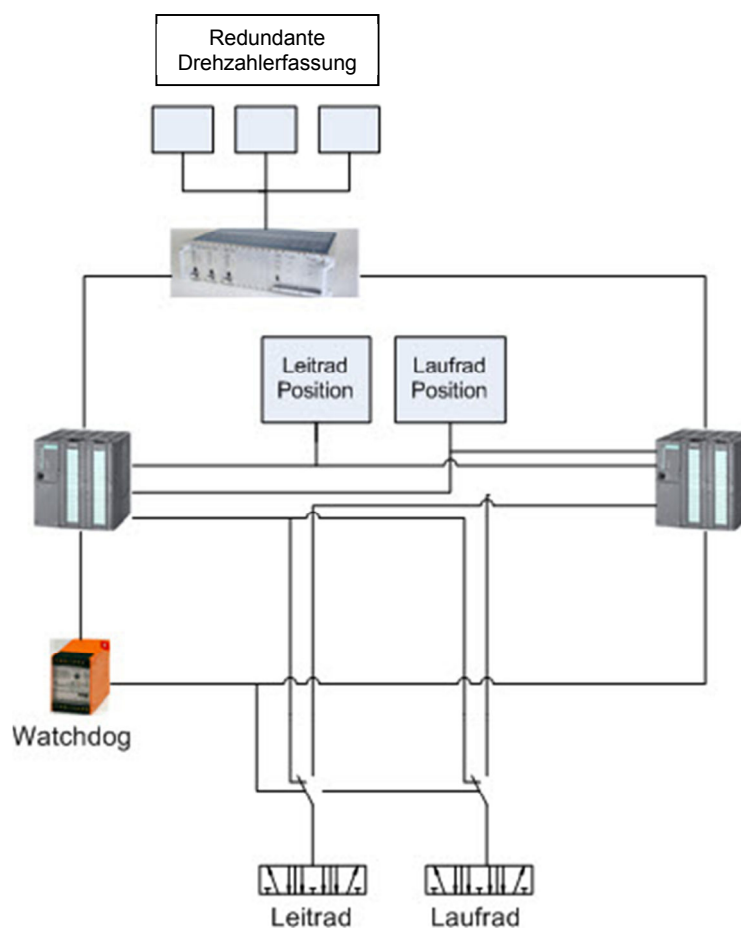 Redundante
Drehzahlerfassung
Leitrad
Position
Laufrad
Position
Watchdog
Leitrad
Laufrad